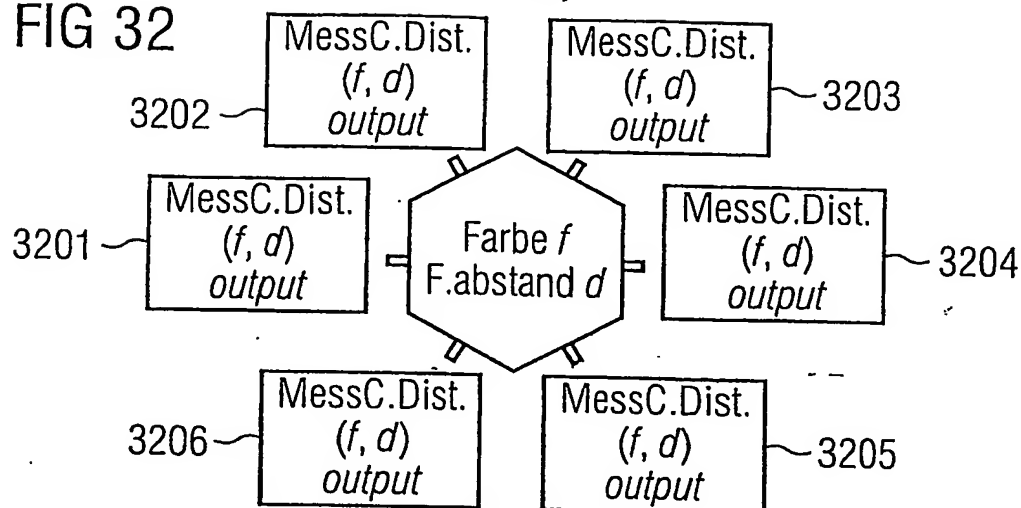 FIG 32
MessC.Dist.
(f, d)
output
3202
MessC.Dist.
(f, d)
output
3203
MessC.Dist.
(f, d)
output
3201
Farbe f
F.abstand d
MessC.Dist.
(f, d)
output
3204
MessC.Dist.
(f, d)
output
3206
MessC.Dist.
(f, d)
output
3205